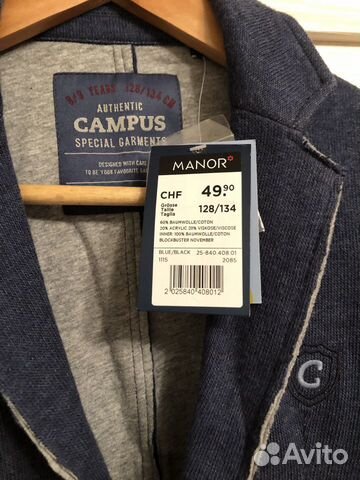 8/9 YEARS 128/134 CM
AUTHENTIC
CAMPUS
SPECIAL GARMENTS
DESIGNED WITH CARE
TO BE YOUR FAVOURITE
MANOR
CHF 49.90
Grösse
Taille
Taglia
128/134
60% BAUMWOLLE/COTON
20% ACRYLIC 20% VISKOSE/VISCOSE
INNER: 100% BAUMWOLLE/COTON
BLOCKBUSTER NOVEMBER
BLUE/BLACK 25-840.408 01
1115 2085
2 025840 408012
C
Avito